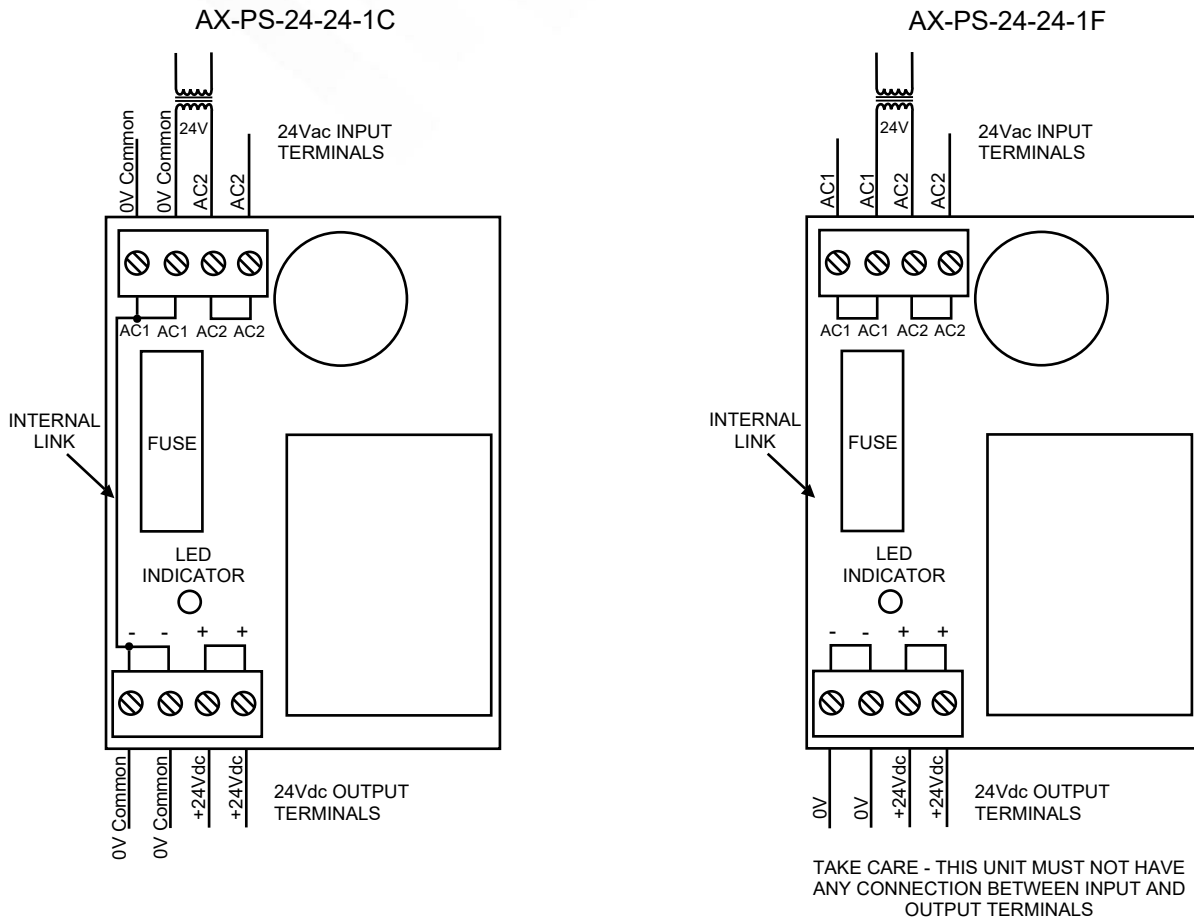 AX-PS-24-24-1C
0V Common
0V Common
24V
AC2
AC2
24Vac INPUT
TERMINALS
AC1 AC1 AC2 AC2
INTERNAL
LINK
FUSE
LED
INDICATOR
- - + +
0V Common
0V Common
+24Vdc
+24Vdc
24Vdc OUTPUT
TERMINALS
AX-PS-24-24-1F
AC1
AC1
24V
AC2
AC2
24Vac INPUT
TERMINALS
AC1 AC1 AC2 AC2
INTERNAL
LINK
FUSE
LED
INDICATOR
- - + +
0V
0V
+24Vdc
+24Vdc
24Vdc OUTPUT
TERMINALS
TAKE CARE - THIS UNIT MUST NOT HAVE
ANY CONNECTION BETWEEN INPUT AND
OUTPUT TERMINALS